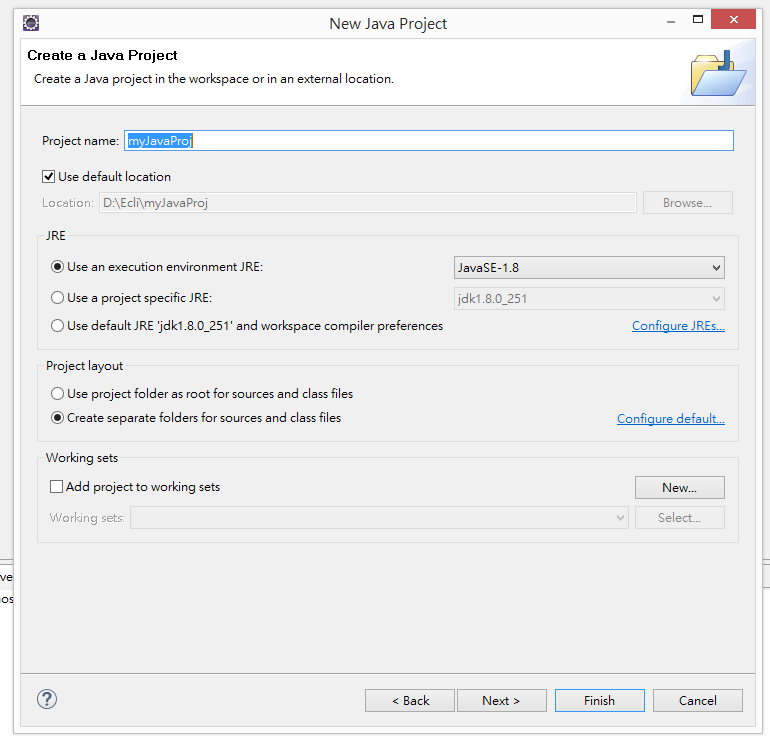 New Java Project
Create a Java Project
Create a Java project in the workspace or in an external location.
Project name: myJavaProj
Use default location
Location: D:\Ecli\myJavaProj Browse...
JRE
Use an execution environment JRE: JavaSE-1.8
Use a project specific JRE: jdk1.8.0_251
Use default JRE 'jdk1.8.0_251' and workspace compiler preferences Configure JREs...
Project layout
Use project folder as root for sources and class files
Create separate folders for sources and class files Configure default...
Working sets
Add project to working sets New...
Working sets: Select...
< Back Next > Finish Cancel